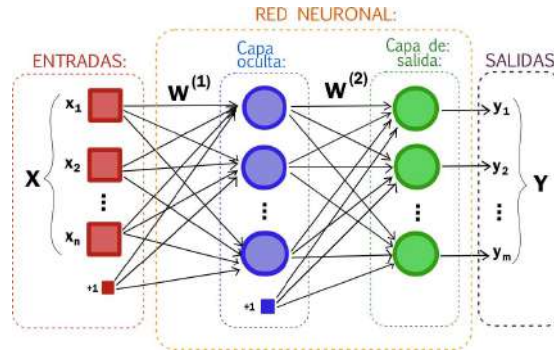 RED NEURONAL:
ENTRADAS:
Capa
oculta:
Capa de:
salida:
SALIDAS
W(1)
W(2)
x1
x2
...
xn
+1
X
+1
y1
y2
...
ym
Y